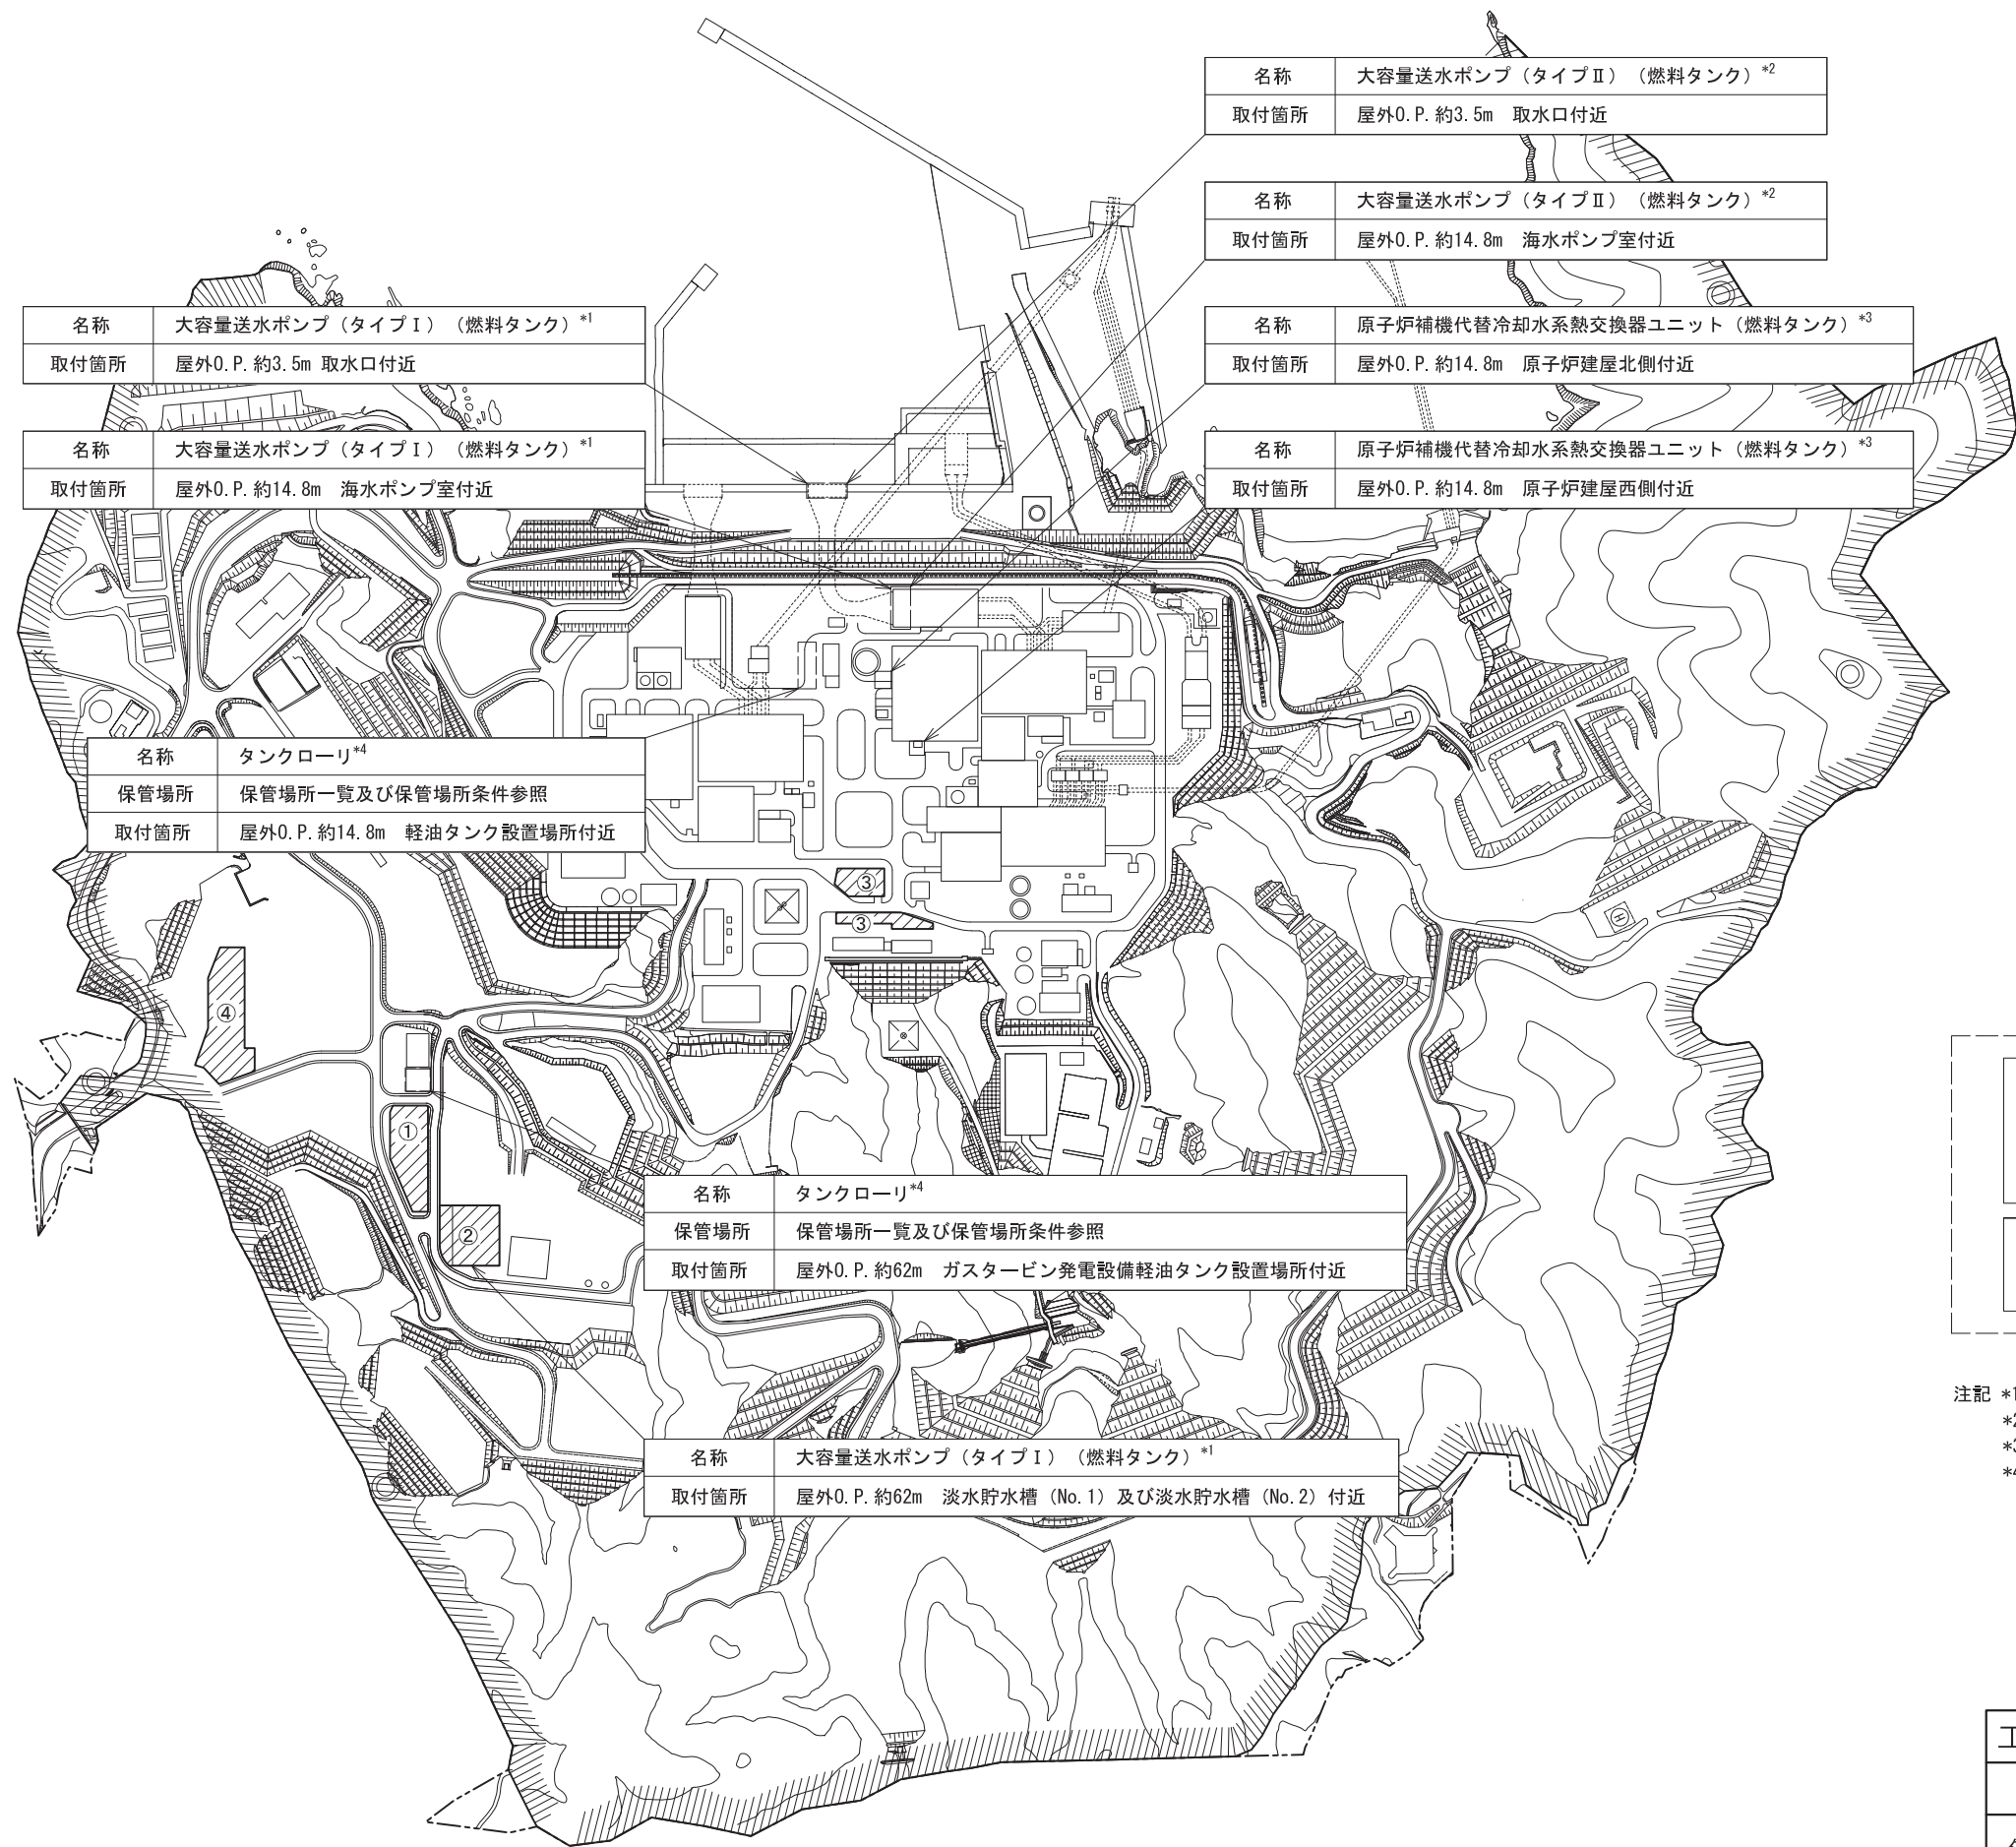 名称 大容量送水ポンプ（タイプⅡ）（燃料タンク）*2
取付箇所 屋外O.P.約3.5m 取水口付近
名称 大容量送水ポンプ（タイプⅡ）（燃料タンク）*2
取付箇所 屋外O.P.約14.8m 海水ポンプ室付近
名称 大容量送水ポンプ（タイプⅠ）（燃料タンク）*1
取付箇所 屋外O.P.約3.5m 取水口付近
名称 原子炉補機代替冷却水系熱交換器ユニット（燃料タンク）*3
取付箇所 屋外O.P.約14.8m 原子炉建屋北側付近
名称 大容量送水ポンプ（タイプⅠ）（燃料タンク）*1
取付箇所 屋外O.P.約14.8m 海水ポンプ室付近
名称 原子炉補機代替冷却水系熱交換器ユニット（燃料タンク）*3
取付箇所 屋外O.P.約14.8m 原子炉建屋西側付近
名称 タンクローリ*4
保管場所 保管場所一覧及び保管場所条件参照
取付箇所 屋外O.P.約14.8m 軽油タンク設置場所付近
③
③
H
④
①
②
名称 タンクローリ*4
保管場所 保管場所一覧及び保管場所条件参照
取付箇所 屋外O.P.約62m ガスタービン発電設備軽油タンク設置場所付近
名称 大容量送水ポンプ（タイプⅠ）（燃料タンク）*1
取付箇所 屋外O.P.約62m 淡水貯水槽（No.1）及び淡水貯水槽（No.2）付近
注記 *1
*2
*3
*4
工